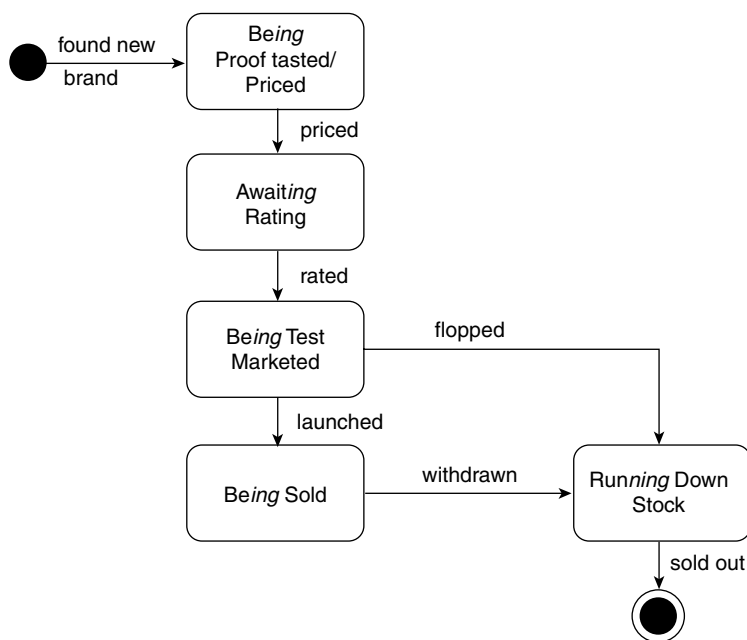 found new
brand
Being
Proof tasted/
Priced
priced
Awaiting
Rating
rated
Being Test
Marketed
flopped
launched
Being Sold
withdrawn
Running Down
Stock
sold out